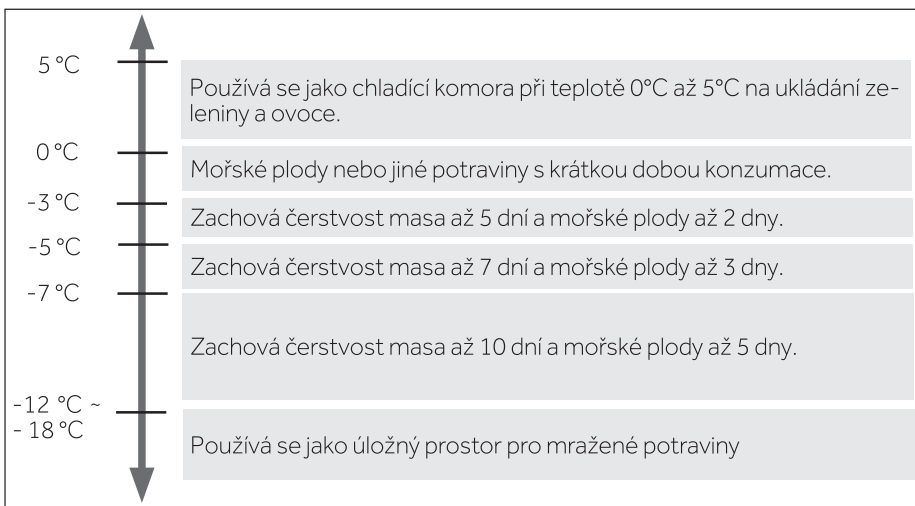 5 °C
Používá se jako chladící komora při teplotě 0°C až 5°C na ukládání ze-
leniny a ovoce.
0 °C
Mořské plody nebo jiné potraviny s krátkou dobou konzumace.
-3 °C
Zachová čerstvost masa až 5 dní a mořské plody až 2 dny.
-5 °C
Zachová čerstvost masa až 7 dní a mořské plody až 3 dny.
-7 °C
Zachová čerstvost masa až 10 dní a mořské plody až 5 dny.
-12 °C ~
- 18 °C
Používá se jako úložný prostor pro mražené potraviny